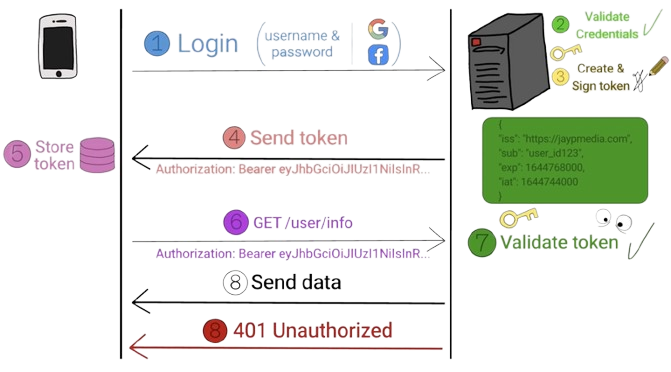 1 Login (username &
password)
G
f
2 Validate
Credentials
3 Create &
Sign token
4 Send token
Authorization: Bearer eyJhbGciOiJIUzI1NiIsInR...
5 Store
token
{
"iss": "https://jaypmedia.com",
"sub": "user_id123",
"exp": 1644768000,
"iat": 1644744000
}
6 GET /user/info
Authorization: Bearer eyJhbGciOiJIUzI1NiIsInR...
7 Validate token
8 Send data
8 401 Unauthorized